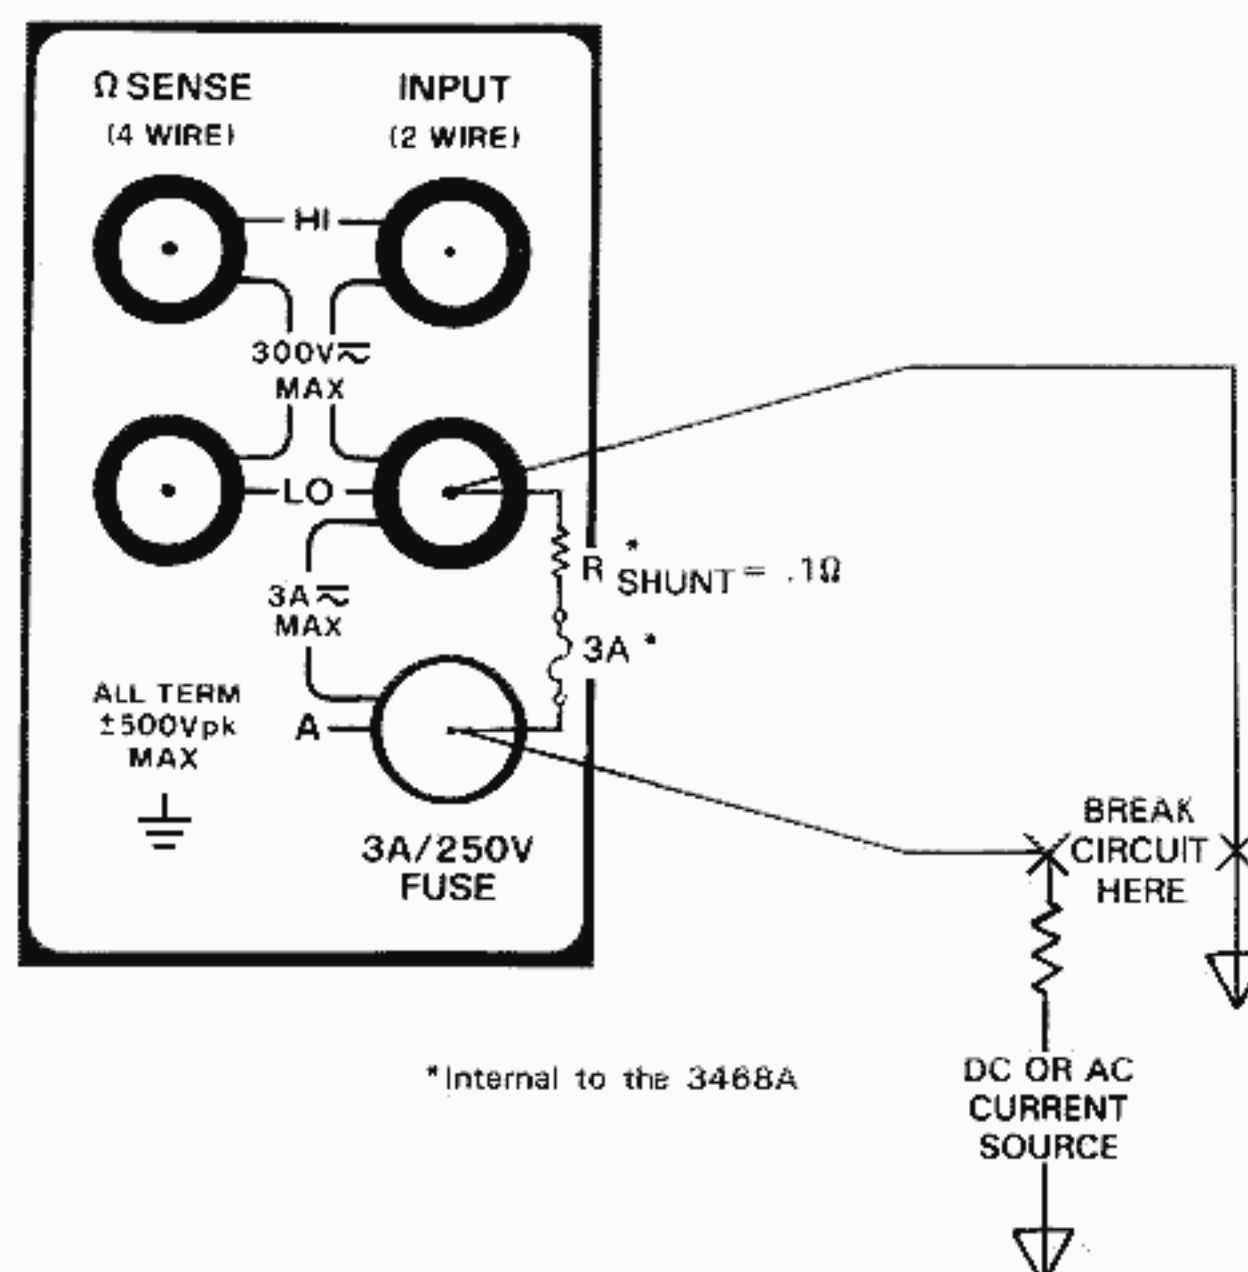 Ω SENSE
(4 WIRE)
INPUT
(2 WIRE)
HI
300V⎓∼
MAX
LO
3A⎓∼
MAX
R SHUNT* = .1Ω
3A *
ALL TERM
±500Vpk
MAX
A
3A/250V
FUSE
BREAK
CIRCUIT
HERE
*Internal to the 3468A
DC OR AC
CURRENT
SOURCE